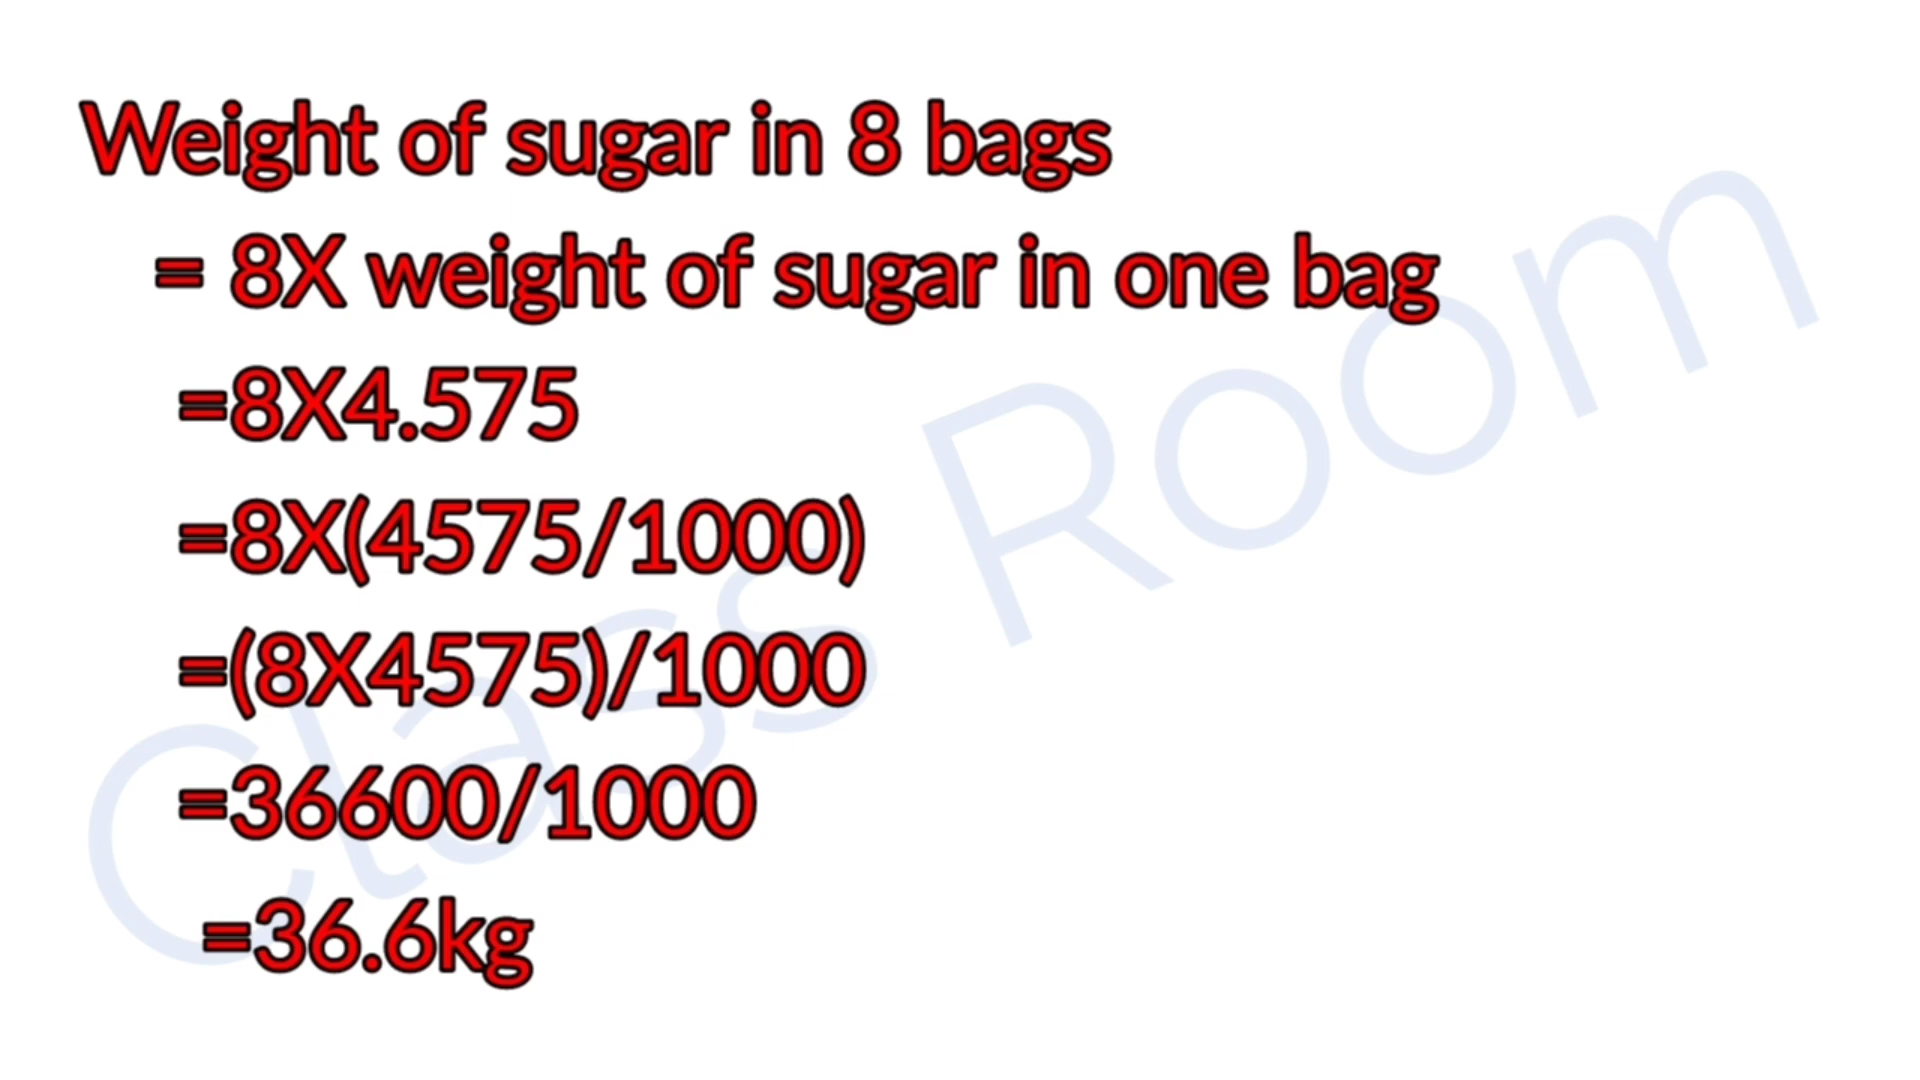 Weight of sugar in 8 bags
= 8X weight of sugar in one bag
=8X4.575
=8X(4575/1000)
=(8X4575)/1000
=36600/1000
=36.6kg
Class Room